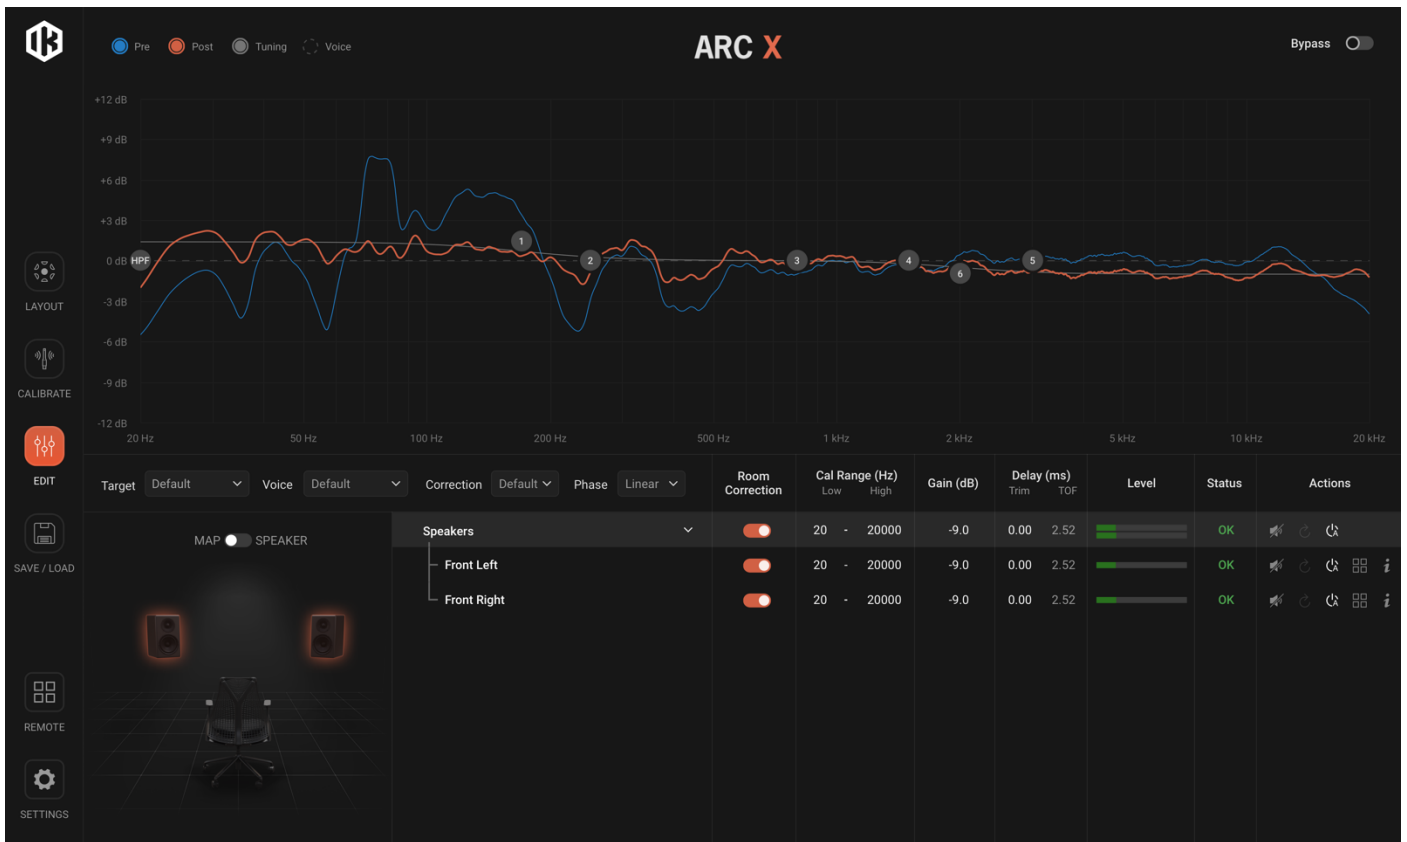 Pre Post Tuning Voice ARC X Bypass
+12 dB
+9 dB
+6 dB
+3 dB
0 dB HPF 1 2 3 4 5 6
-3 dB
-6 dB
-9 dB
-12 dB
20 Hz 50 Hz 100 Hz 200 Hz 500 Hz 1 kHz 2 kHz 5 kHz 10 kHz 20 kHz
LAYOUT
CALIBRATE
EDIT
SAVE / LOAD
REMOTE
SETTINGS
Target Default Voice Default Correction Default Phase Linear
Room Correction
Cal Range (Hz)
Low High
Gain (dB)
Delay (ms)
Trim TOF
Level
Status
Actions
MAP SPEAKER
Speakers 20 - 20000 -9.0 0.00 2.52 OK
Front Left 20 - 20000 -9.0 0.00 2.52 OK i
Front Right 20 - 20000 -9.0 0.00 2.52 OK i